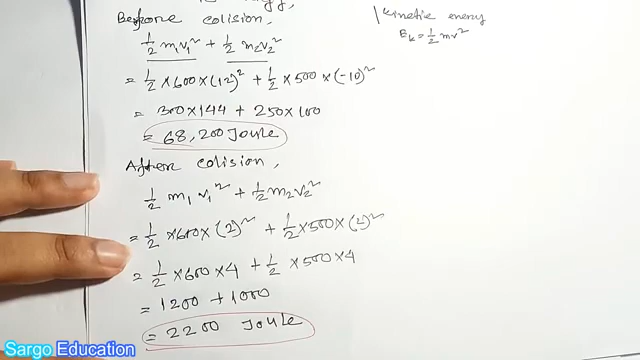 Before colision,
½ m₁v₁² + ½ m₂v₂²
= ½ × 600 × (12)² + ½ × 500 × (-10)²
= 300 × 144 + 250 × 100
= 68,200 Joule
After colision,
½ m₁ v₁² + ½ m₂v₂²
= ½ × 600 × (2)² + ½ × 500 × (2)²
= ½ × 600 × 4 + ½ × 500 × 4
= 1200 + 1000
= 2200 Joule
kinetic energy
Eₖ = ½ mv²
Sargo Education